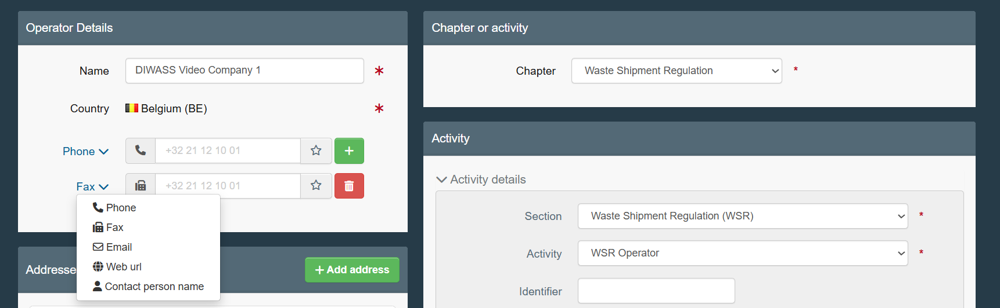 Operator Details
Name
DIWASS Video Company 1
*
Country
Belgium (BE)
*
Phone
+32 21 12 10 01
Fax
+32 21 12 10 01
Phone
Fax
Email
Web url
Contact person name
Addresse
+ Add address
Chapter or activity
Chapter
Waste Shipment Regulation
*
Activity
Activity details
Section
Waste Shipment Regulation (WSR)
*
Activity
WSR Operator
*
Identifier